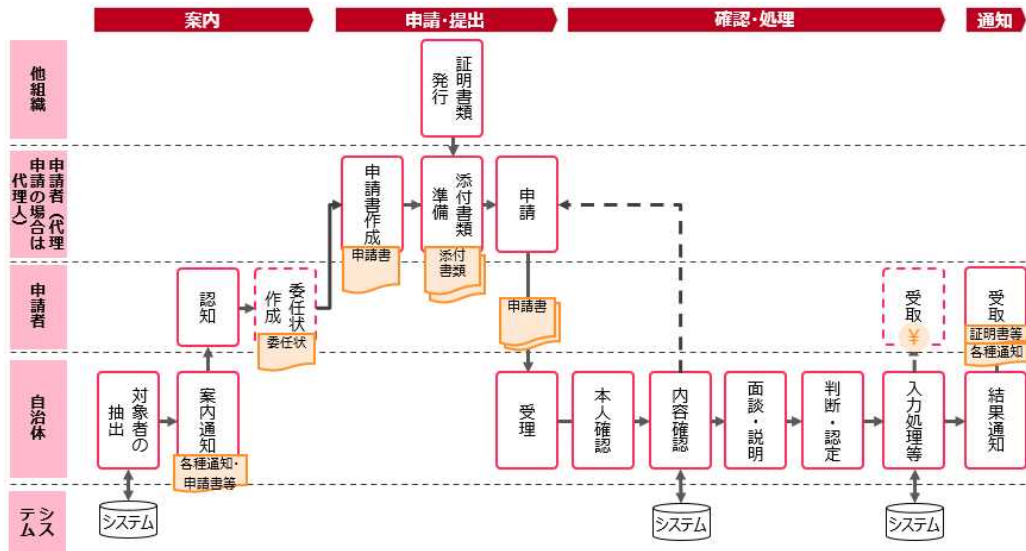 案内
申請・提出
確認・処理
通知
他組織
証明書類
発行
申請者（代理
申請の場合は
代理人）
申請書作成
申請書
添付書類
準備
添付
書類
申請
申請者
認知
委任状
作成
委任状
申請書
受取
¥
受取
証明書等
各種通知
自治体
対象者の
抽出
案内通知
各種通知・
申請書等
受理
本人確認
内容確認
面談・説明
判断・認定
入力処理等
結果通知
シス
テム
システム
システム
システム